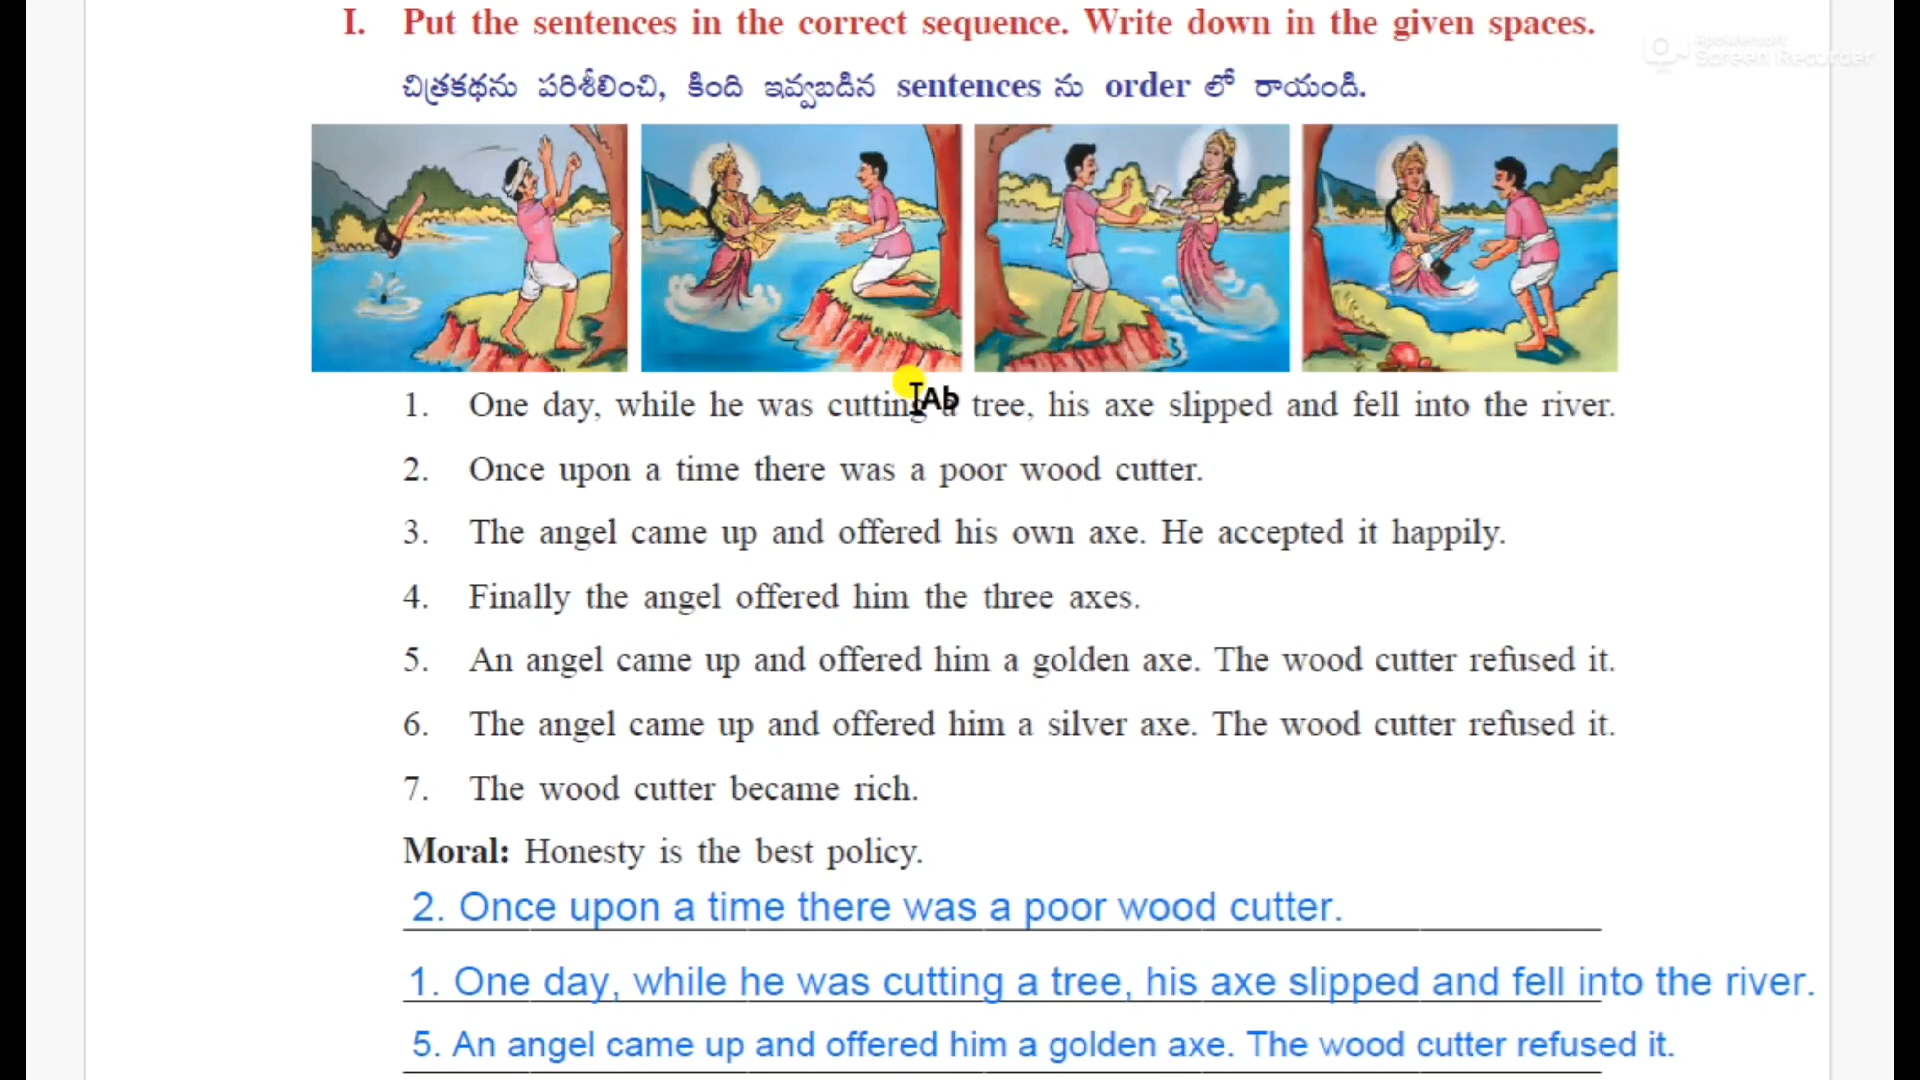 I. Put the sentences in the correct sequence. Write down in the given spaces.
Apowersoft
Screen Recorder
చిత్రకథను పరిశీలించి, కింది ఇవ్వబడిన sentences ను order లో రాయండి.
Ab
1. One day, while he was cutting a tree, his axe slipped and fell into the river.
2. Once upon a time there was a poor wood cutter.
3. The angel came up and offered his own axe. He accepted it happily.
4. Finally the angel offered him the three axes.
5. An angel came up and offered him a golden axe. The wood cutter refused it.
6. The angel came up and offered him a silver axe. The wood cutter refused it.
7. The wood cutter became rich.
Moral: Honesty is the best policy.
2. Once upon a time there was a poor wood cutter.
1. One day, while he was cutting a tree, his axe slipped and fell into the river.
5. An angel came up and offered him a golden axe. The wood cutter refused it.